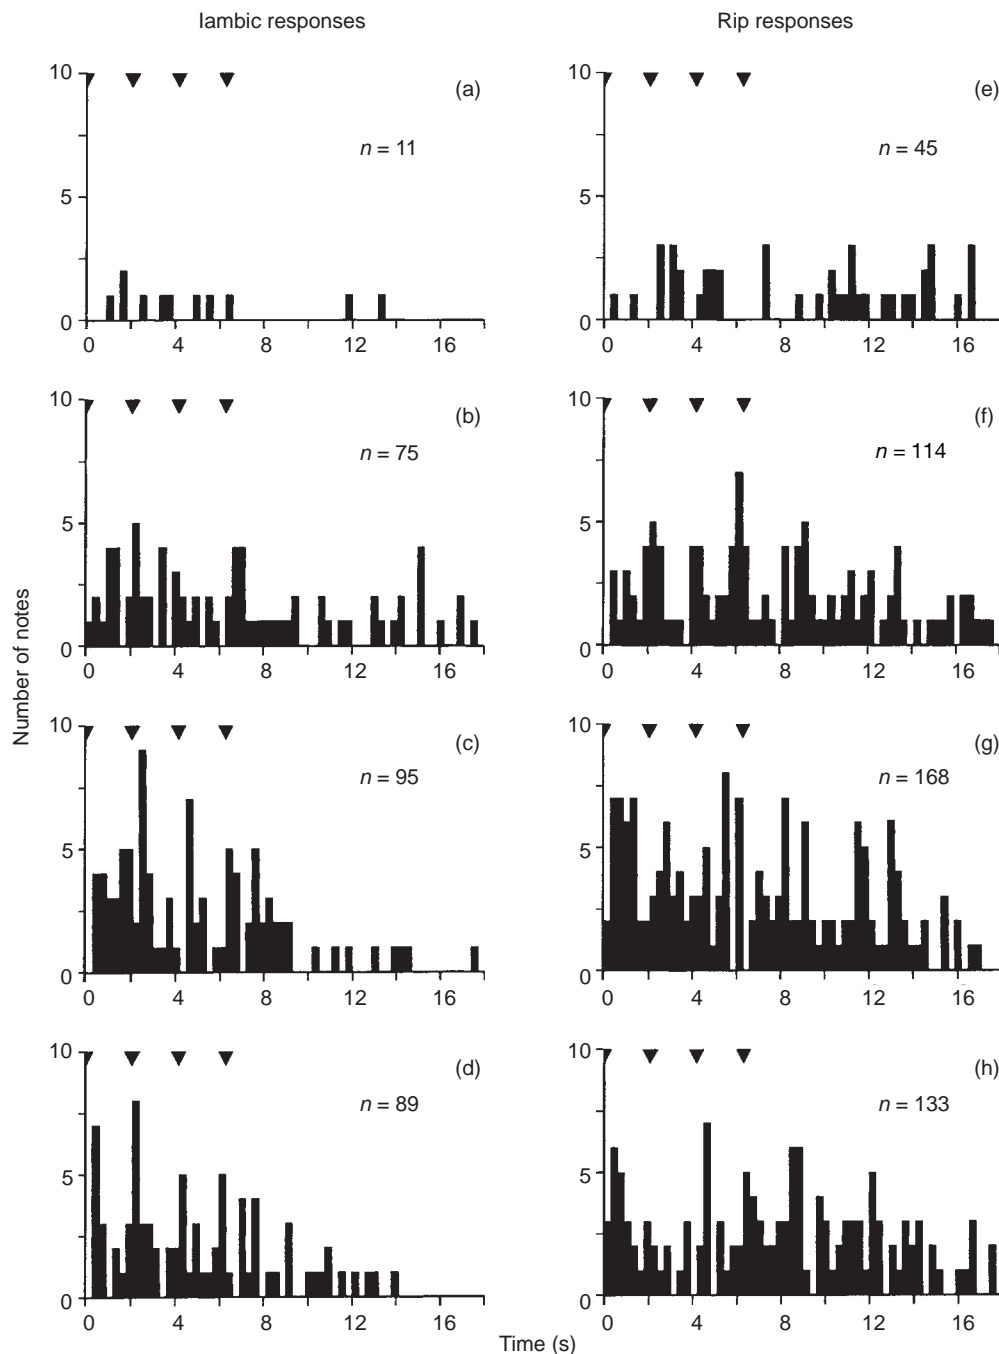 Iambic responses
Rip responses
10
5
0
0 4 8 12 16
(a)
n = 11
10
5
0
0 4 8 12 16
(e)
n = 45
10
5
0
0 4 8 12 16
(b)
n = 75
10
5
0
0 4 8 12 16
(f)
n = 114
10
5
0
0 4 8 12 16
(c)
n = 95
10
5
0
0 4 8 12 16
(g)
n = 168
10
5
0
0 4 8 12 16
(d)
n = 89
10
5
0
0 4 8 12 16
(h)
n = 133
Number of notes
Time (s)